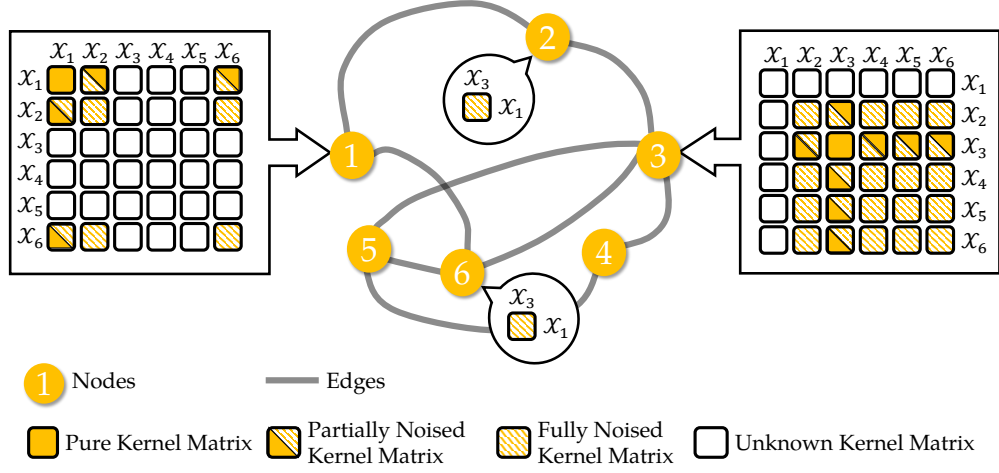 𝒳₁ 𝒳₂ 𝒳₃ 𝒳₄ 𝒳₅ 𝒳₆
𝒳₁
𝒳₂
𝒳₃
𝒳₄
𝒳₅
𝒳₆
1
2
3
4
5
6
𝒳₃
𝒳₁
𝒳₃
𝒳₁
𝒳₁ 𝒳₂ 𝒳₃ 𝒳₄ 𝒳₅ 𝒳₆
𝒳₁
𝒳₂
𝒳₃
𝒳₄
𝒳₅
𝒳₆
1 Nodes
Edges
Pure Kernel Matrix
Partially Noised
Kernel Matrix
Fully Noised
Kernel Matrix
Unknown Kernel Matrix